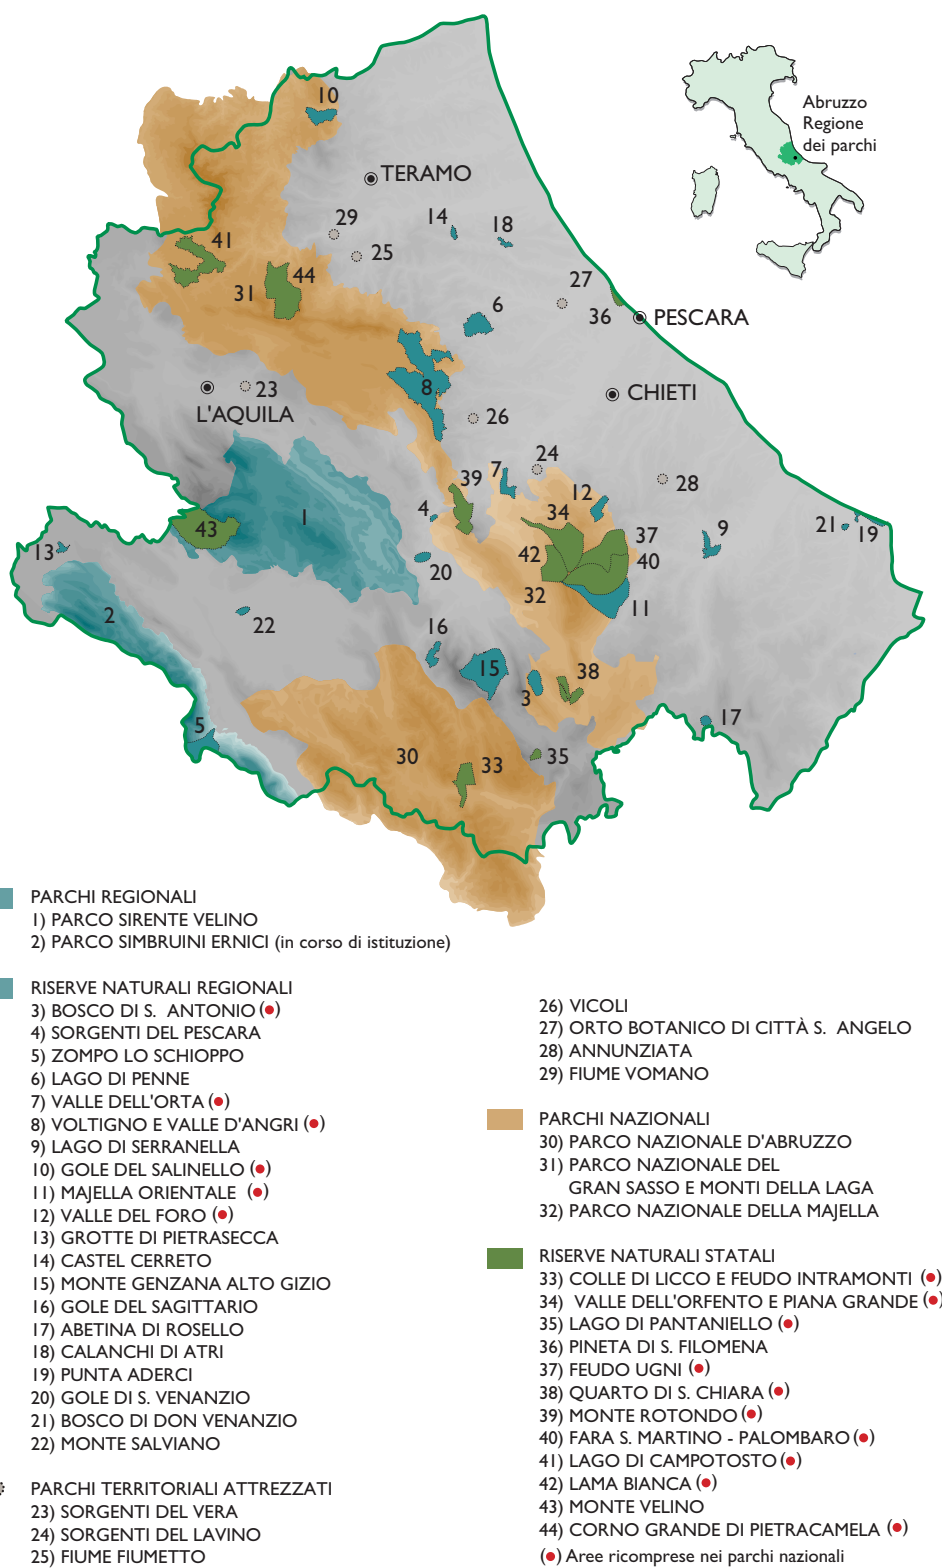 10
Abruzzo
Regione
dei parchi
TERAMO
29
14
18
25
41
44
31
27
6
36
PESCARA
8
23
CHIETI
L'AQUILA
26
24
7
39
28
12
4
34
1
43
37
9
21
19
13
42
40
20
32
11
2
22
16
15
38
3
17
5
30
33
35
PARCHI REGIONALI
1) PARCO SIRENTE VELINO
2) PARCO SIMBRUINI ERNICI (in corso di istituzione)
RISERVE NATURALI REGIONALI
3) BOSCO DI S. ANTONIO (•)
4) SORGENTI DEL PESCARA
5) ZOMPO LO SCHIOPPO
6) LAGO DI PENNE
7) VALLE DELL'ORTA (•)
8) VOLTIGNO E VALLE D'ANGRI (•)
9) LAGO DI SERRANELLA
10) GOLE DEL SALINELLO (•)
11) MAJELLA ORIENTALE (•)
12) VALLE DEL FORO (•)
13) GROTTE DI PIETRASECCA
14) CASTEL CERRETO
15) MONTE GENZANA ALTO GIZIO
16) GOLE DEL SAGITTARIO
17) ABETINA DI ROSELLO
18) CALANCHI DI ATRI
19) PUNTA ADERCI
20) GOLE DI S. VENANZIO
21) BOSCO DI DON VENANZIO
22) MONTE SALVIANO
PARCHI TERRITORIALI ATTREZZATI
23) SORGENTI DEL VERA
24) SORGENTI DEL LAVINO
25) FIUME FIUMETTO
26) VICOLI
27) ORTO BOTANICO DI CITTÀ S. ANGELO
28) ANNUNZIATA
29) FIUME VOMANO
PARCHI NAZIONALI
30) PARCO NAZIONALE D'ABRUZZO
31) PARCO NAZIONALE DEL
GRAN SASSO E MONTI DELLA LAGA
32) PARCO NAZIONALE DELLA MAJELLA
RISERVE NATURALI STATALI
33) COLLE DI LICCO E FEUDO INTRAMONTI (•)
34) VALLE DELL'ORFENTO E PIANA GRANDE (•)
35) LAGO DI PANTANIELLO (•)
36) PINETA DI S. FILOMENA
37) FEUDO UGNI (•)
38) QUARTO DI S. CHIARA (•)
39) MONTE ROTONDO (•)
40) FARA S. MARTINO - PALOMBARO (•)
41) LAGO DI CAMPOTOSTO (•)
42) LAMA BIANCA (•)
43) MONTE VELINO
44) CORNO GRANDE DI PIETRACAMELA (•)
(•) Aree ricomprese nei parchi nazionali